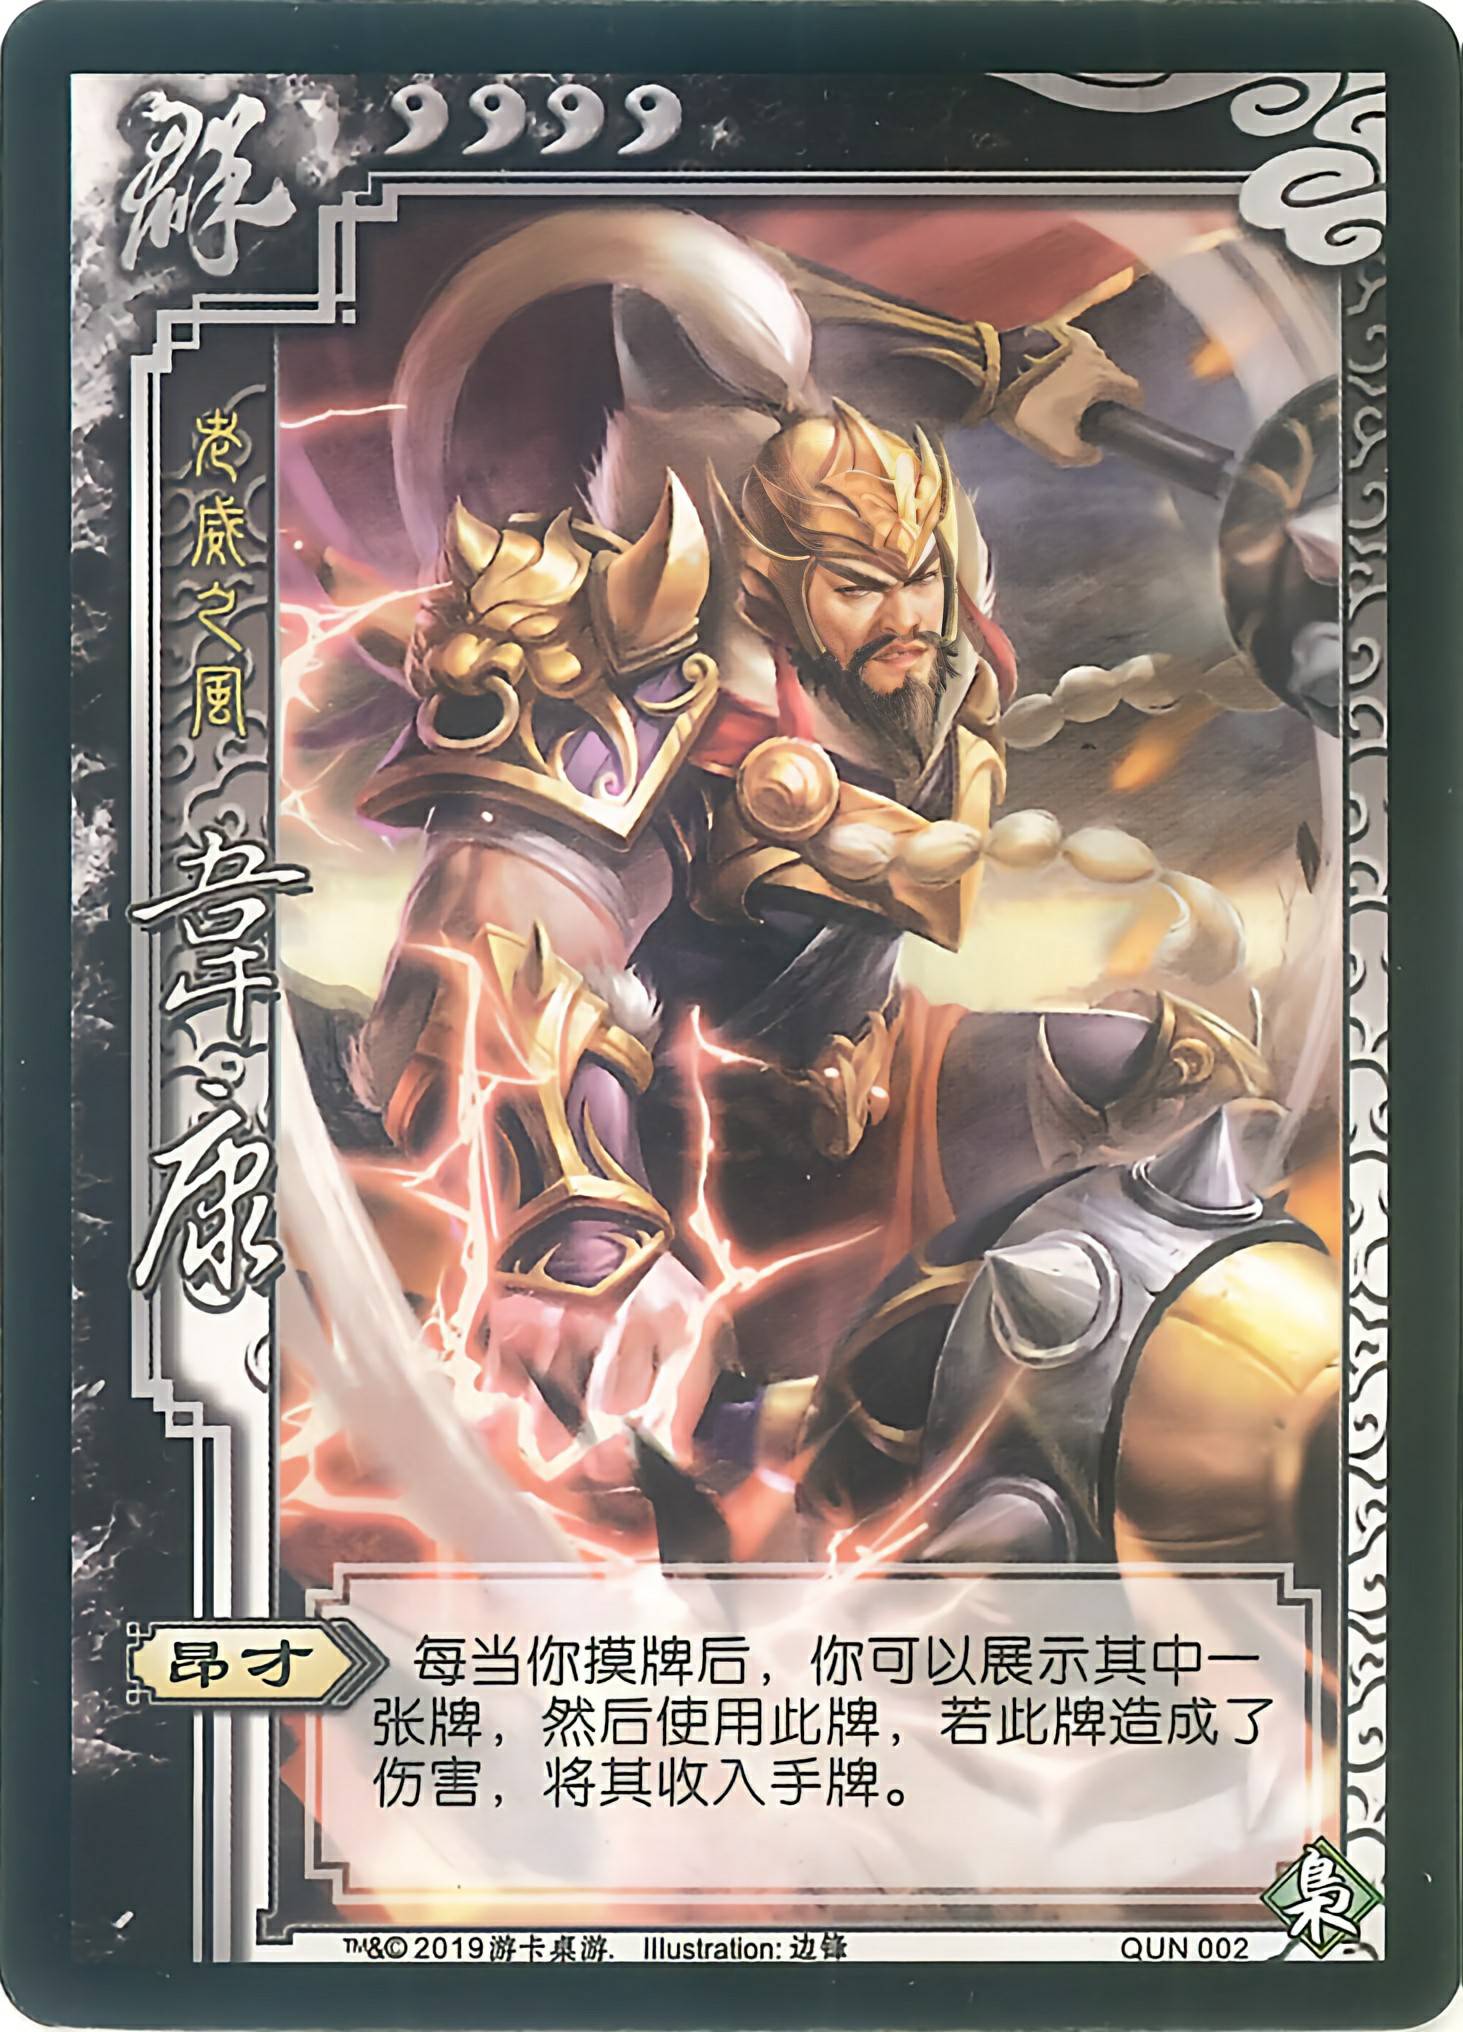 群
老威之風
韋康
昂才
每当你摸牌后，你可以展示其中一
张牌，然后使用此牌，若此牌造成了
伤害，将其收入手牌。
™&© 2019游卡桌游. Illustration: 边锋
QUN 002
梟